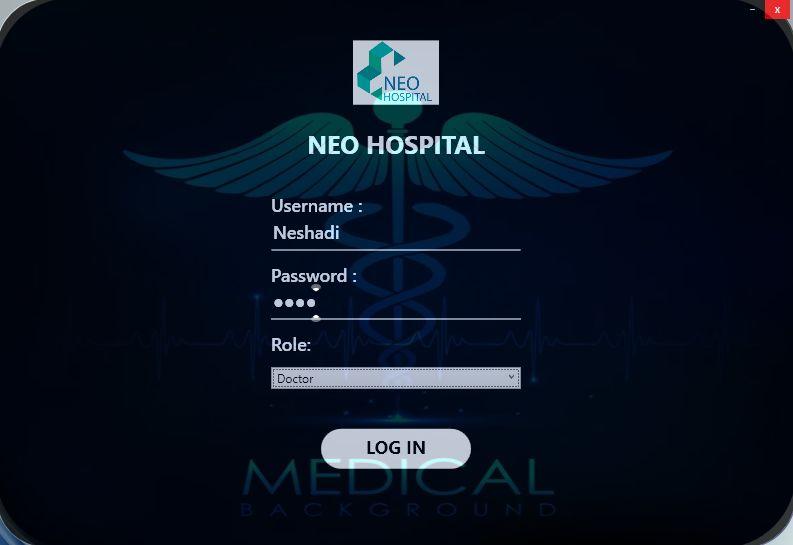 x
NEO
HOSPITAL
NEO HOSPITAL
Username :
Neshadi
Password :
●●●●
Role:
Doctor
LOG IN
MEDICAL
BACKGROUND